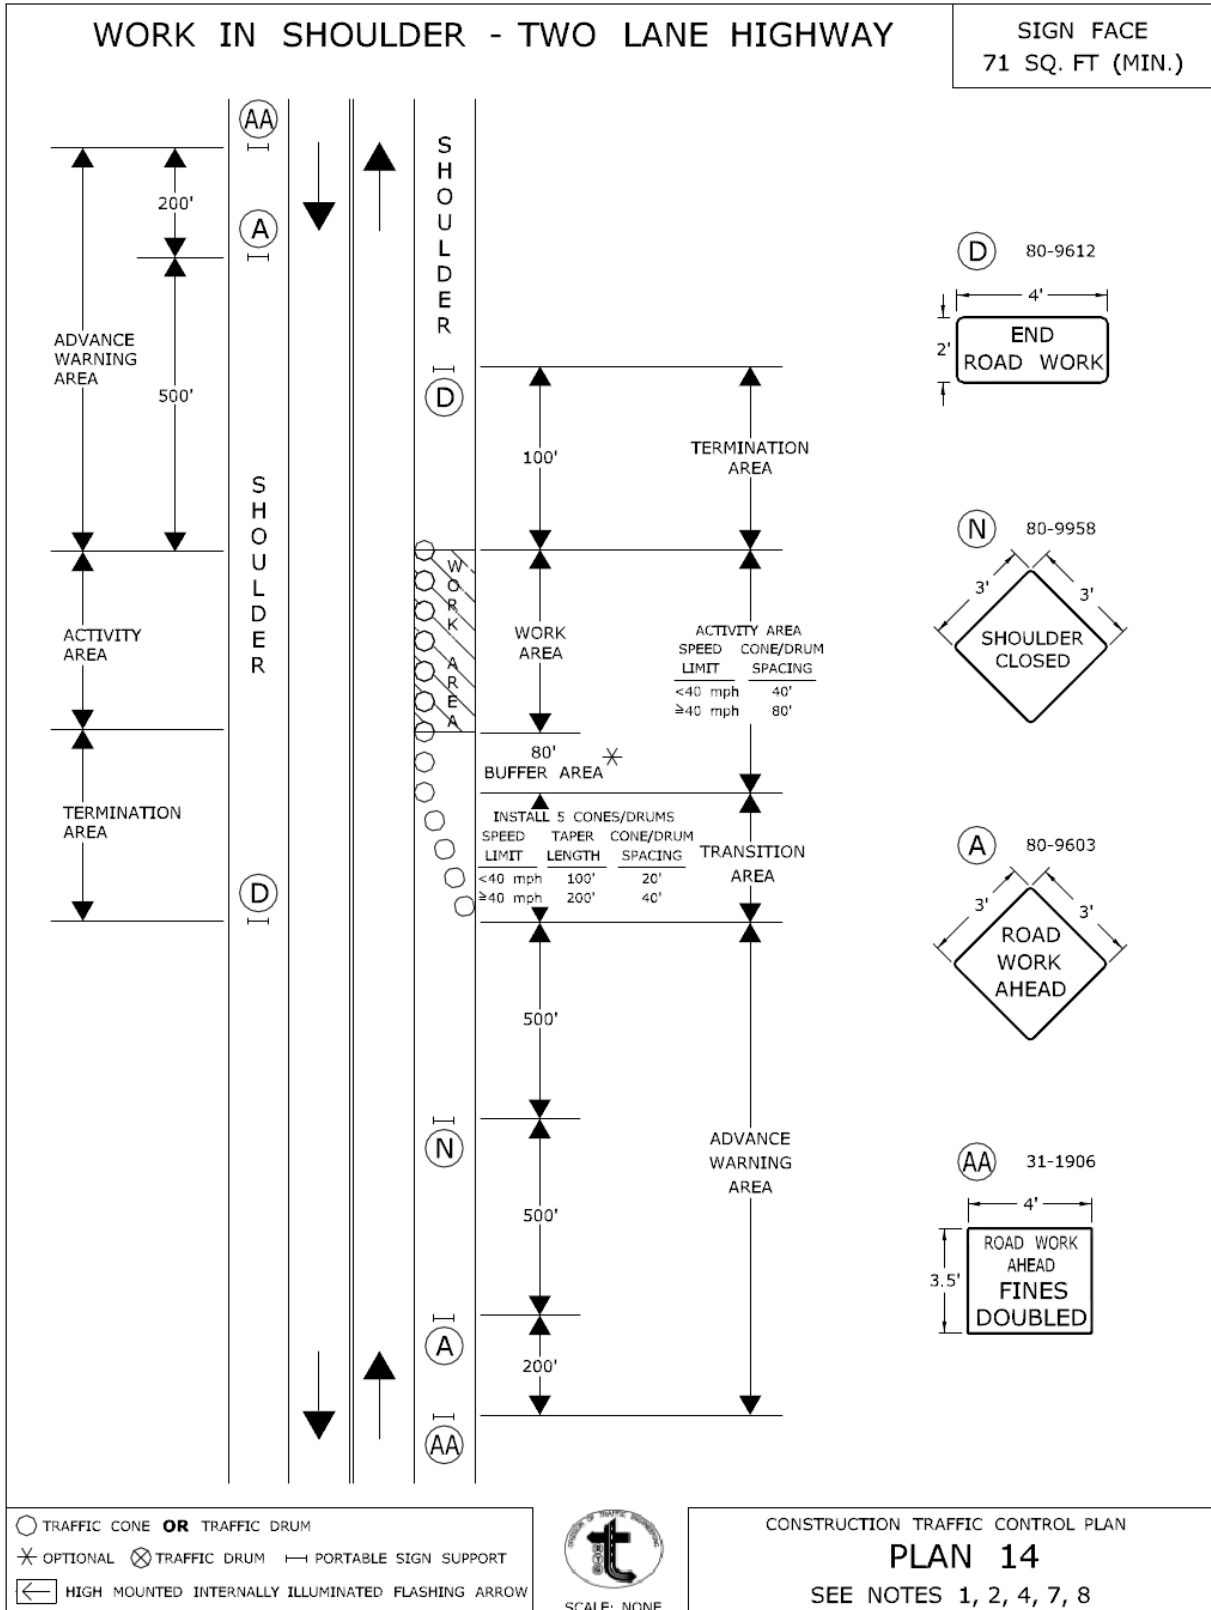 WORK IN SHOULDER - TWO LANE HIGHWAY
SIGN FACE
71 SQ. FT (MIN.)
AA
200'
A
ADVANCE
WARNING
AREA
500'
SHOULDER
ACTIVITY
AREA
TERMINATION
AREA
D
SHOULDER
D
100'
TERMINATION
AREA
WORK AREA
WORK
AREA
ACTIVITY AREA
SPEED CONE/DRUM
LIMIT SPACING
<40 mph 40'
≧40 mph 80'
80'
BUFFER AREA *
INSTALL 5 CONES/DRUMS
SPEED TAPER CONE/DRUM
LIMIT LENGTH SPACING
<40 mph 100' 20'
≧40 mph 200' 40'
TRANSITION
AREA
500'
N
500'
ADVANCE
WARNING
AREA
A
200'
AA
D 80-9612
4'
2'
END
ROAD WORK
N 80-9958
3' 3'
SHOULDER
CLOSED
A 80-9603
3' 3'
ROAD
WORK
AHEAD
AA 31-1906
4'
3.5'
ROAD WORK
AHEAD
FINES
DOUBLED
TRAFFIC CONE OR TRAFFIC DRUM
* OPTIONAL TRAFFIC DRUM PORTABLE SIGN SUPPORT
HIGH MOUNTED INTERNALLY ILLUMINATED FLASHING ARROW
DIVISION OF TRAFFIC ENGINEERING
SCALE: NONE
CONSTRUCTION TRAFFIC CONTROL PLAN
PLAN 14
SEE NOTES 1, 2, 4, 7, 8